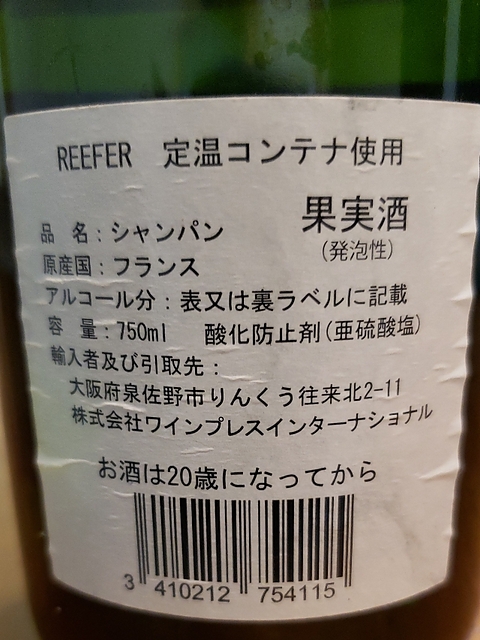 REEFER 定温コンテナ使用
果実酒
(発泡性)
品 名：シャンパン
原産国：フランス
アルコール分：表又は裏ラベルに記載
容 量：750ml 酸化防止剤(亜硫酸塩)
輸入者及び引取先：
大阪府泉佐野市りんくう往来北2-11
株式会社ワインプレスインターナショナル
お酒は20歳になってから
3 410212 754115